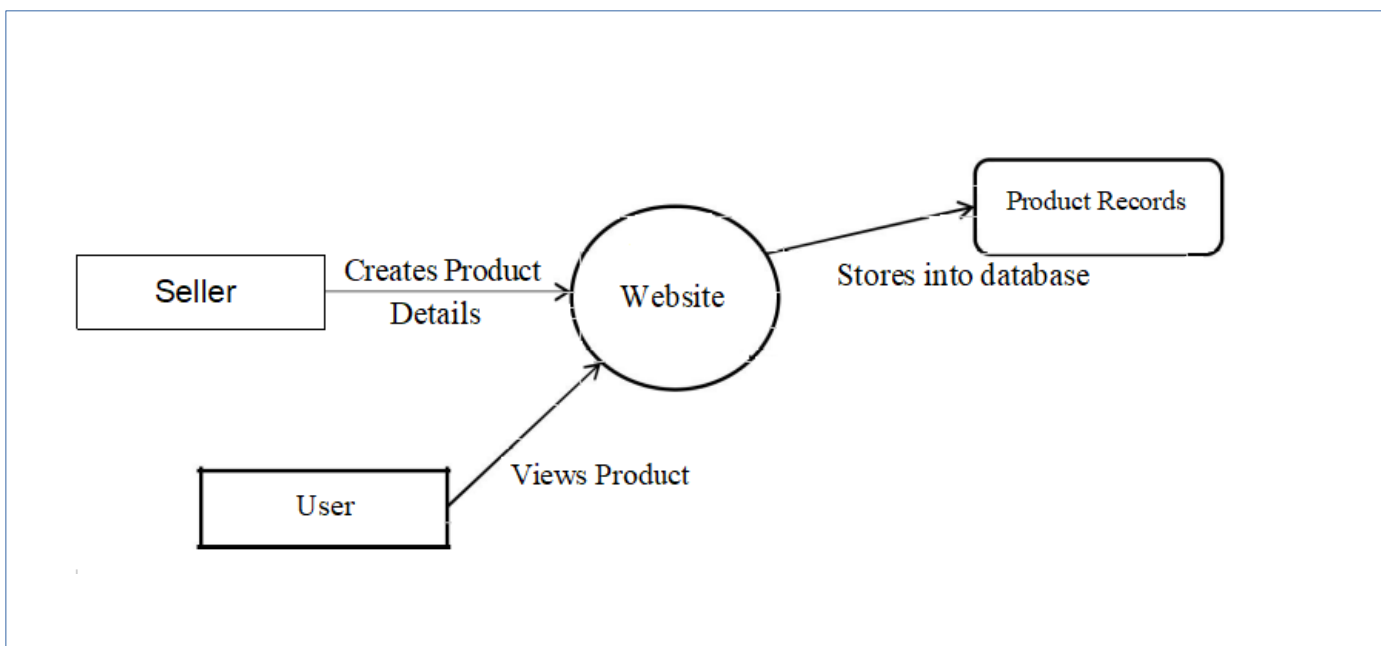 Product Records
Creates Product
Details
Seller
Website
Stores into database
Views Product
User